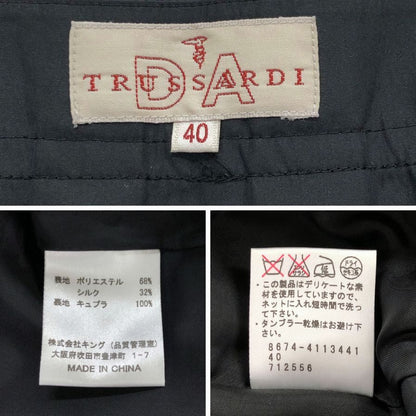 TRUSSARDI
DA
40
表地 ポリエステル 68%
シルク 32%
裏地 キュプラ 100%
株式会社キング (品質管理室)
大阪府吹田市豊津町 1-7
MADE IN CHINA
ドライ
・この製品はデリケートな素
材を使用していますので、
ネットに入れ短時間で洗っ
て下さい。
・タンブラー乾燥はお避け下
さい。
8674-4113441
40
712556